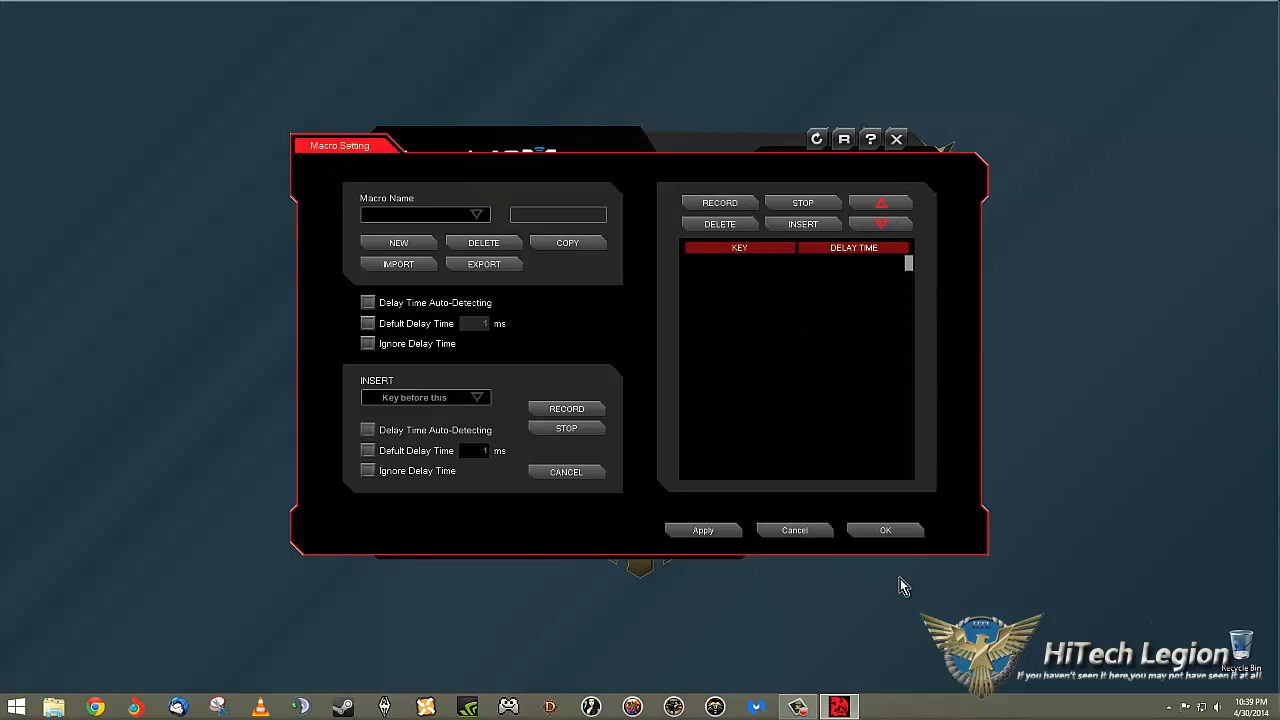 Macro Setting
R ? X
Macro Name
NEW DELETE COPY
IMPORT EXPORT
Delay Time Auto-Detecting
Defult Delay Time 1 ms
Ignore Delay Time
INSERT
Key before this
RECORD
STOP
Delay Time Auto-Detecting
Defult Delay Time 1 ms
Ignore Delay Time
CANCEL
RECORD STOP
DELETE INSERT
KEY DELAY TIME
Apply Cancel OK
HiTech Legion
If you haven't seen it here,you may not have seen it at all
Recycle Bin
10:39 PM
4/30/2014